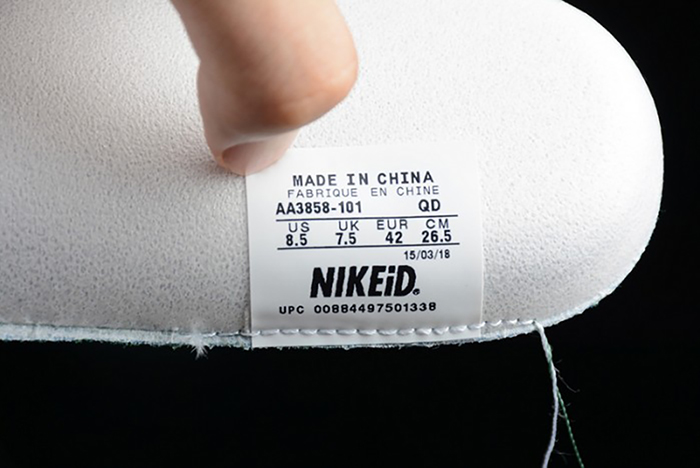 MADE IN CHINA
FABRIQUE EN CHINE
AA3858-101 QD
US UK EUR CM
8.5 7.5 42 26.5
15/03/18
NIKEiD.
UPC 00884497501338